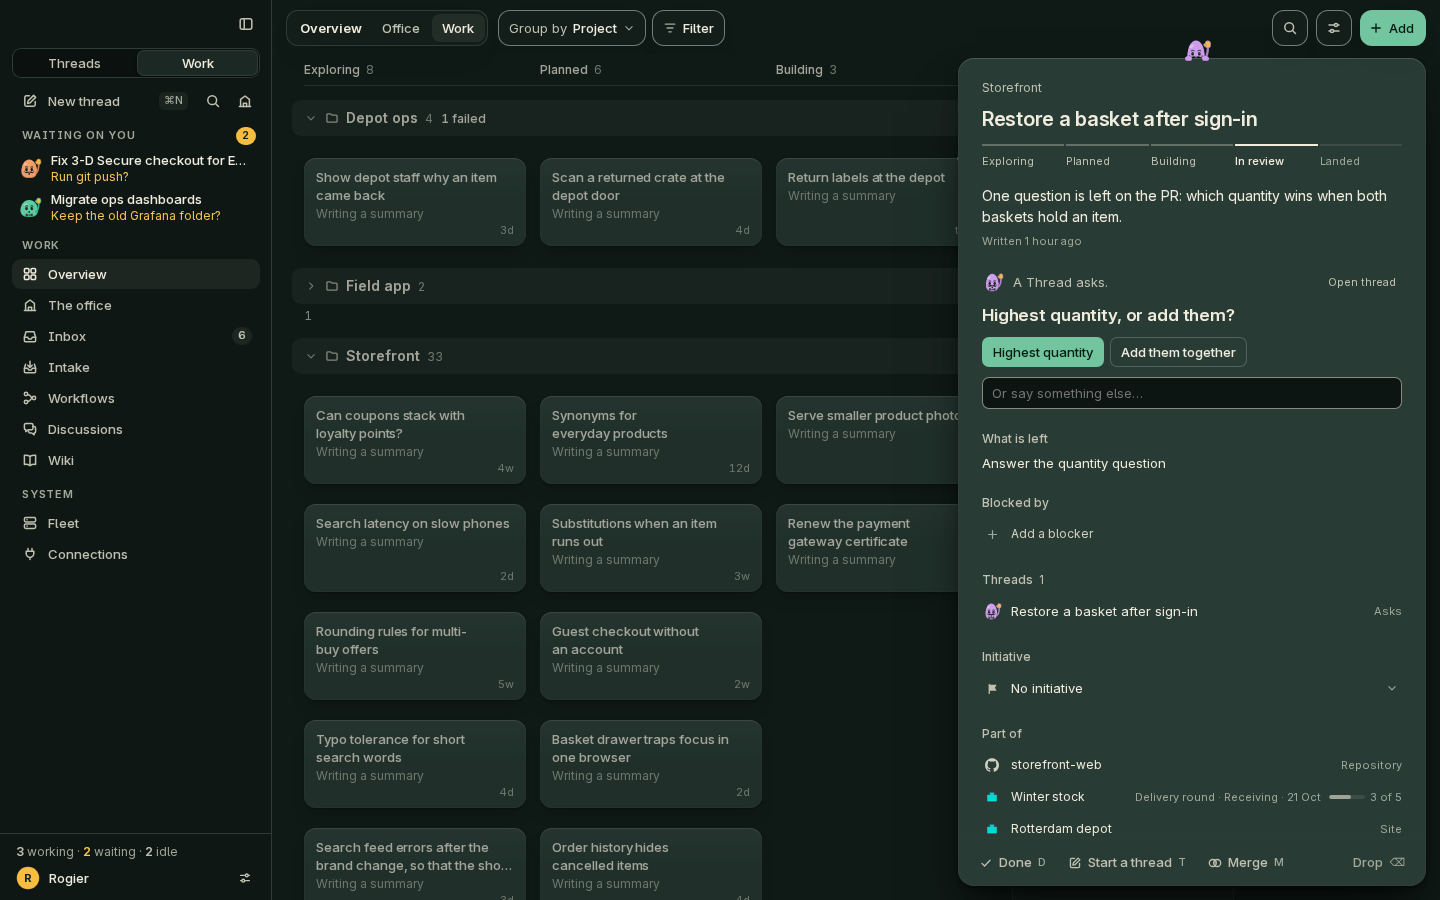 Threads
Work
New thread
⌘N
WAITING ON YOU
2
Fix 3-D Secure checkout for E…
Run git push?
Migrate ops dashboards
Keep the old Grafana folder?
WORK
Overview
The office
Inbox
6
Intake
Workflows
Discussions
Wiki
SYSTEM
Fleet
Connections
3 working · 2 waiting · 2 idle
R
Rogier
Overview
Office
Work
Group by Project
Filter
Add
Exploring 8
Planned 6
Building 3
Depot ops 4 1 failed
Show depot staff why an item
came back
Writing a summary
3d
Scan a returned crate at the
depot door
Writing a summary
4d
Return labels at the depot
Writing a summary
Field app 2
1
Storefront 33
Can coupons stack with
loyalty points?
Writing a summary
4w
Synonyms for
everyday products
Writing a summary
12d
Serve smaller product photo
Writing a summary
Search latency on slow phones
Writing a summary
2d
Substitutions when an item
runs out
Writing a summary
3w
Renew the payment
gateway certificate
Writing a summary
Rounding rules for multi-
buy offers
Writing a summary
5w
Guest checkout without
an account
Writing a summary
2w
Typo tolerance for short
search words
Writing a summary
4d
Basket drawer traps focus in
one browser
Writing a summary
2d
Search feed errors after the
brand change, so that the sho…
Writing a summary
3d
Order history hides
cancelled items
Writing a summary
4d
Storefront
Restore a basket after sign-in
Exploring
Planned
Building
In review
Landed
One question is left on the PR: which quantity wins when both
baskets hold an item.
Written 1 hour ago
A Thread asks.
Open thread
Highest quantity, or add them?
Highest quantity
Add them together
Or say something else…
What is left
Answer the quantity question
Blocked by
Add a blocker
Threads 1
Restore a basket after sign-in
Asks
Initiative
No initiative
Part of
storefront-web
Repository
Winter stock
Delivery round · Receiving · 21 Oct
3 of 5
Rotterdam depot
Site
Done D
Start a thread T
Merge M
Drop ⌫